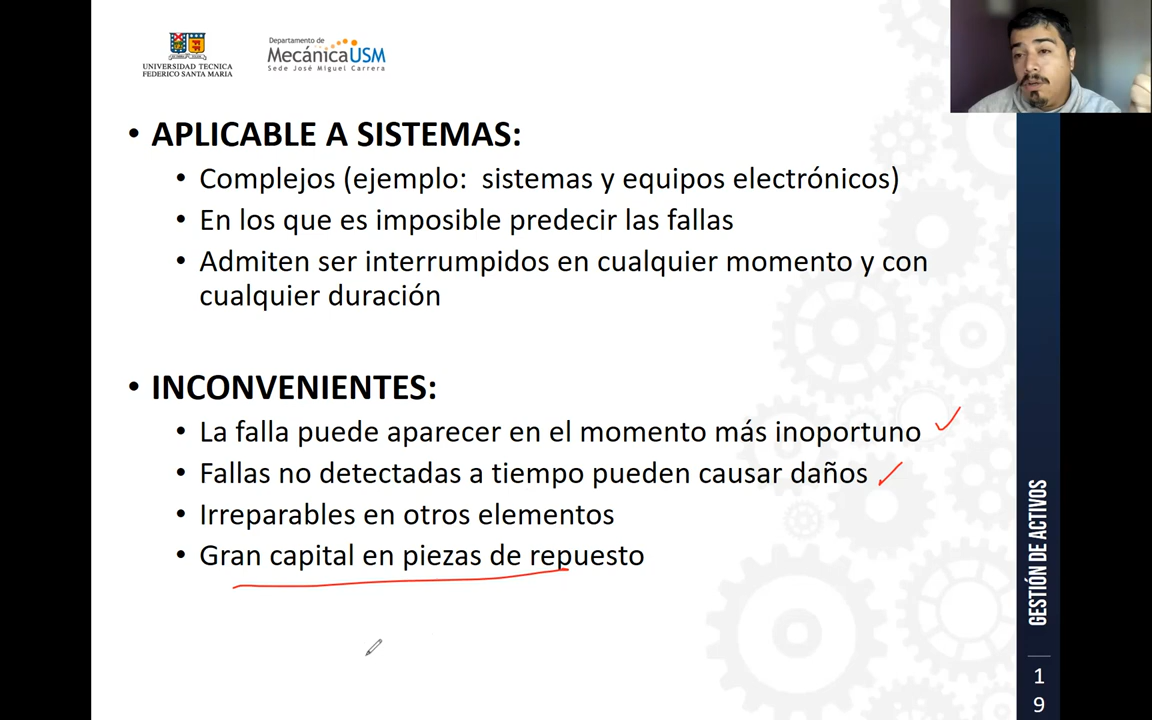 UNIVERSIDAD TECNICA
FEDERICO SANTA MARIA
Departamento de
MecánicaUSM
Sede José Miguel Carrera
• APLICABLE A SISTEMAS:
• Complejos (ejemplo: sistemas y equipos electrónicos)
• En los que es imposible predecir las fallas
• Admiten ser interrumpidos en cualquier momento y con
cualquier duración
• INCONVENIENTES:
• La falla puede aparecer en el momento más inoportuno
• Fallas no detectadas a tiempo pueden causar daños
• Irreparables en otros elementos
• Gran capital en piezas de repuesto
GESTIÓN DE ACTIVOS
1
9